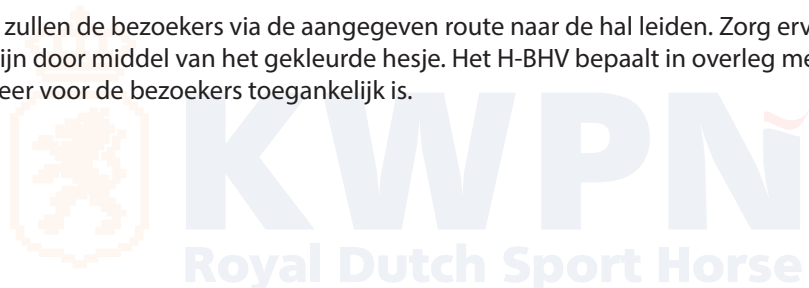 zullen de bezoekers via de aangegeven route naar de hal leiden. Zorg erv
ijn door middel van het gekleurde hesje. Het H-BHV bepaalt in overleg me
eer voor de bezoekers toegankelijk is.
KWPN
Royal Dutch Sport Horse